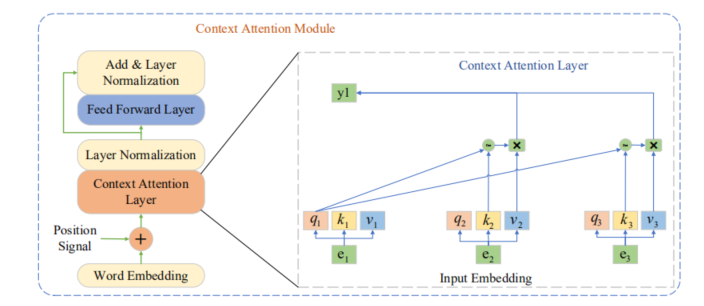 Context Attention Module
Add & Layer
Normalization
Feed Forward Layer
Layer Normalization
Context Attention
Layer
Position
Signal
+
Word Embedding
Context Attention Layer
y1
~ × ~ ×
q1 k1 v1 q2 k2 v2 q3 k3 v3
e1 e2 e3
Input Embedding